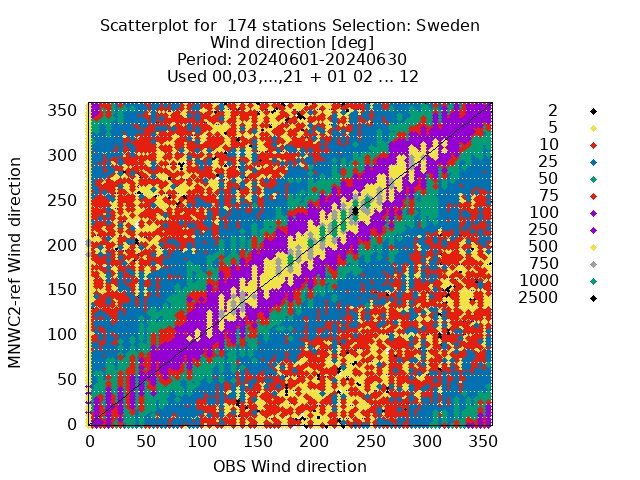 Scatterplot for  174 stations Selection: Sweden
Wind direction [deg]
Period: 20240601-20240630
Used 00,03,...,21 + 01 02 ... 12
MNWC2-ref Wind direction
350
300
250
200
150
100
50
0
0 50 100 150 200 250 300 350
OBS Wind direction
2
5
10
25
50
75
100
250
500
750
1000
2500